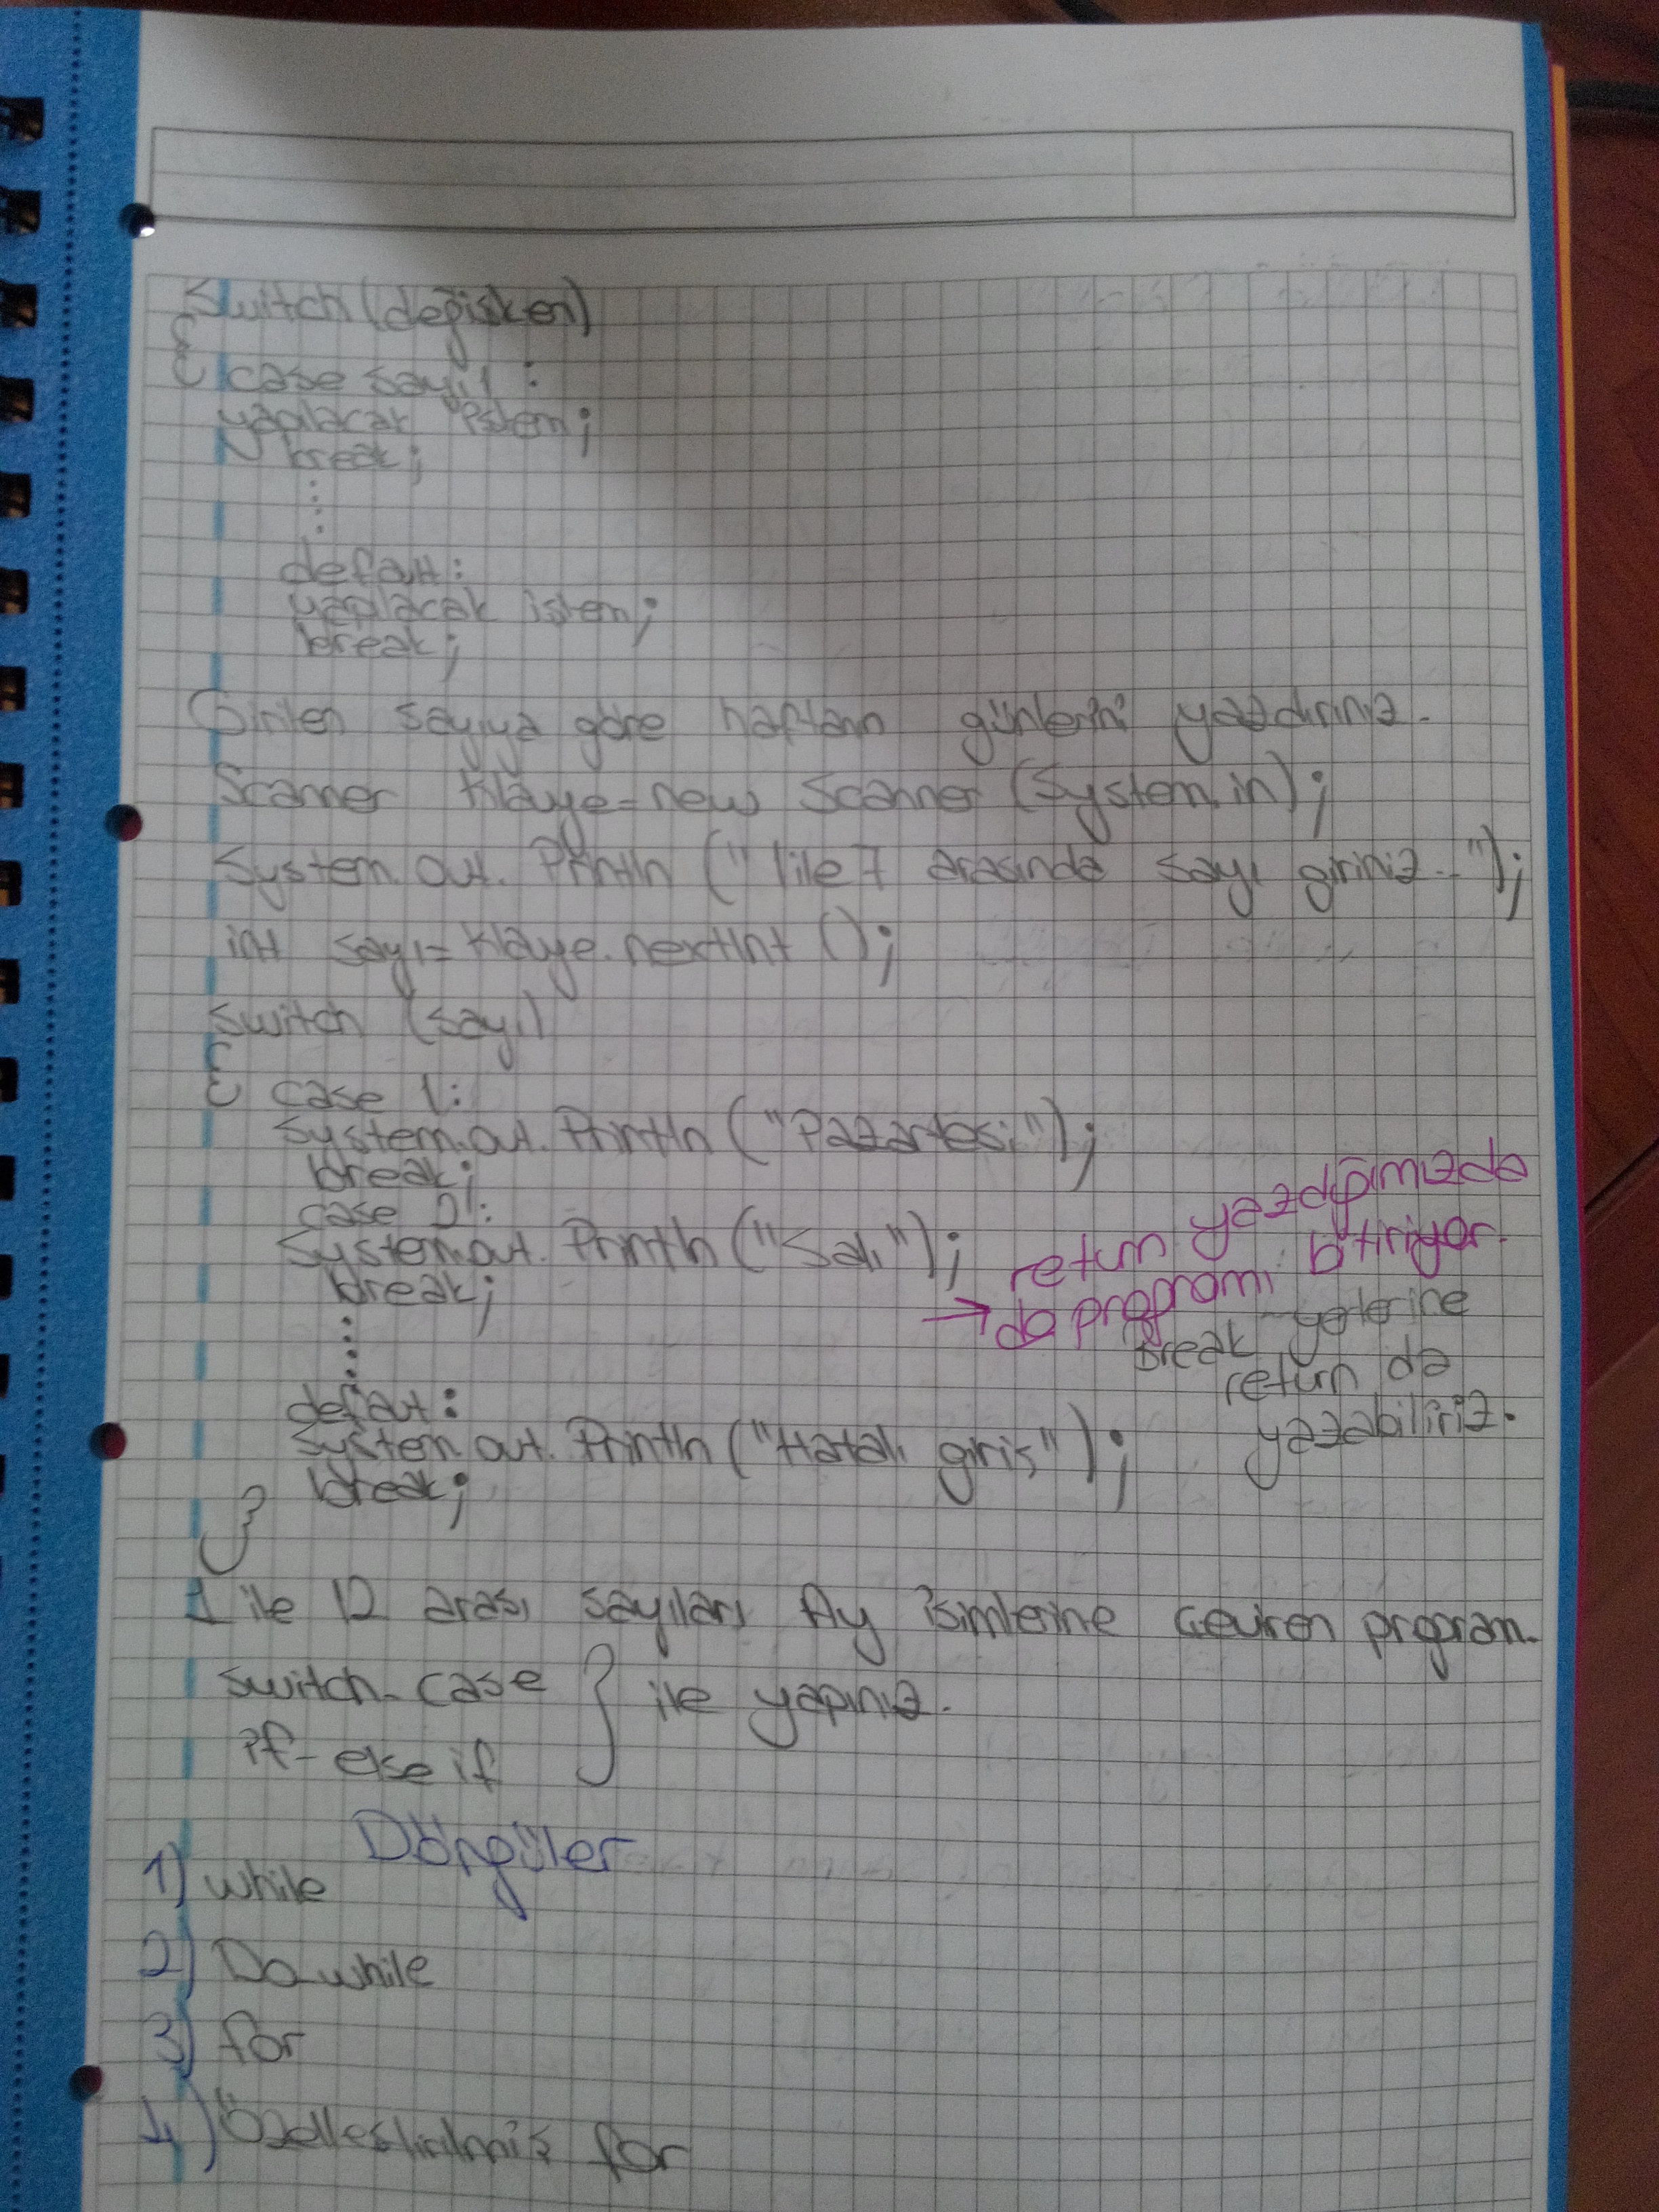 Switch (değişken)
{
case sayı1 :
yapılacak işlem;
break;
⋮
default:
yapılacak işlem;
break;
Girilen sayıya göre haftanın günlerini yazdırınız.
Scanner klavye = new Scanner (System.in);
System.out.Println ("1 ile 7 arasında sayı giriniz..");
int sayı = klavye.nextInt ();
switch (sayı)
{ case 1:
System.out.Println ("Pazartesi");
break;
case 2:
System.out.Println ("Salı");
break;
⋮
default:
System.out.Println ("Hatalı giriş");
break;
}
return yazdığımızda
→ da programı bitiriyor.
Break yelerine
return da
yazabiliriz.
1 ile 12 arası sayıları Ay isimlerine çeviren program.
switch-case } ile yapınız.
if-else if
Döngüler
1) while
2) Do-while
3) for
4) Özelleştirilmiş for